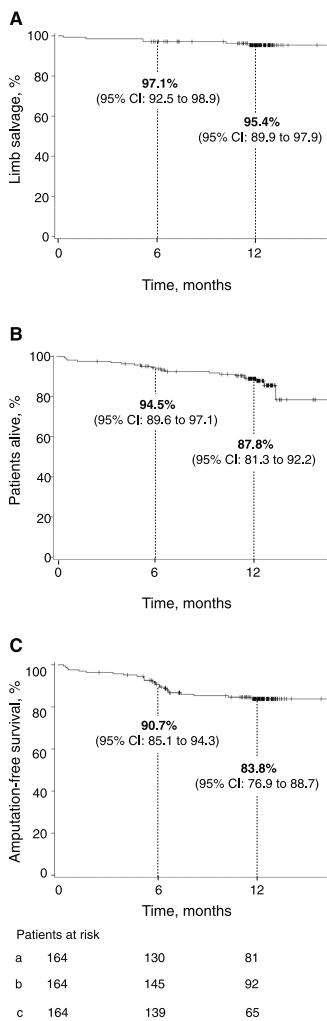 A
100
80
60
40
20
0
Limb salvage, %
97.1%
(95% CI: 92.5 to 98.9)
95.4%
(95% CI: 89.9 to 97.9)
0 6 12
Time, months
B
100
80
60
40
20
0
Patients alive, %
94.5%
(95% CI: 89.6 to 97.1)
87.8%
(95% CI: 81.3 to 92.2)
0 6 12
Time, months
C
100
80
60
40
20
0
Amputation-free survival, %
90.7%
(95% CI: 85.1 to 94.3)
83.8%
(95% CI: 76.9 to 88.7)
0 6 12
Time, months
Patients at risk
a 164 130 81
b 164 145 92
c 164 139 65